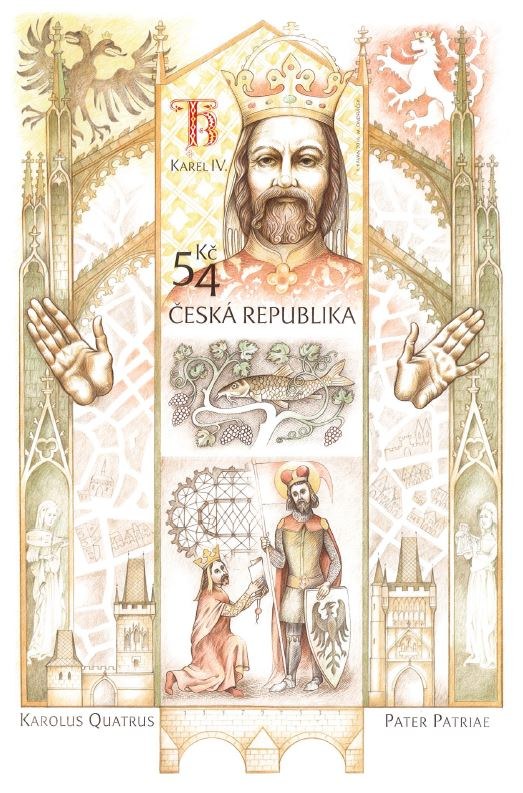 KAREL IV.
54 Kč
ČESKÁ REPUBLIKA
KAROLUS QUATRUS
PATER PATRIAE